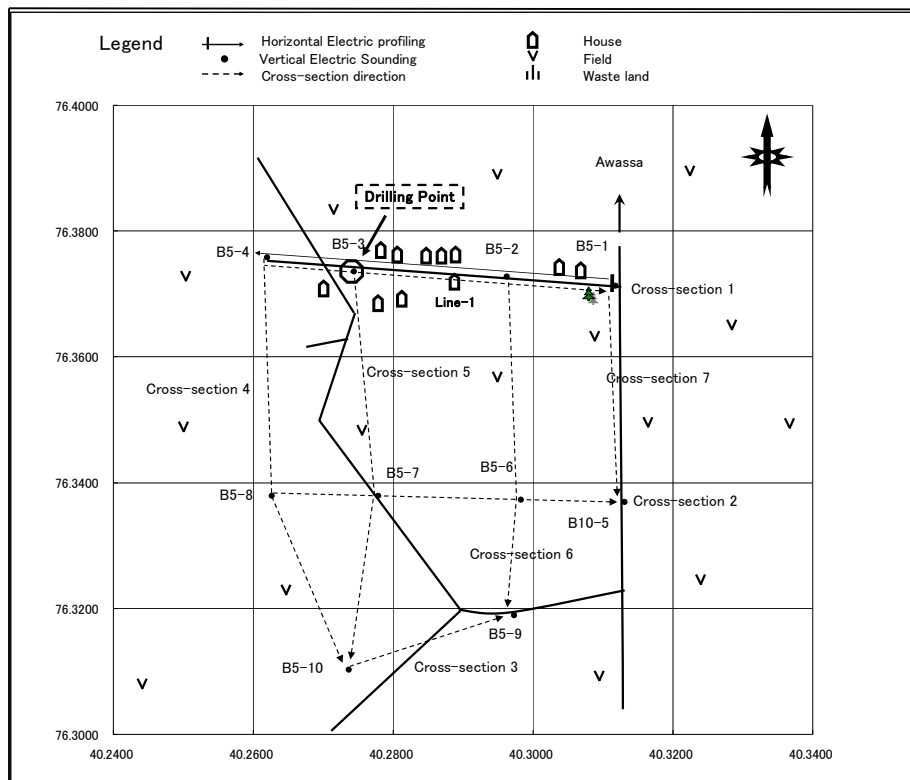 Legend
Horizontal Electric profiling
House
Vertical Electric Sounding
Field
Cross-section direction
Waste land
76.4000
Awassa
Drilling Point
76.3800
B5-4
B5-3
B5-2
B5-1
Line-1
Cross-section 1
76.3600
Cross-section 4
Cross-section 5
Cross-section 7
B5-8
B5-7
B5-6
76.3400
B10-5
Cross-section 2
Cross-section 6
76.3200
B5-9
B5-10
Cross-section 3
76.3000
40.2400
40.2600
40.2800
40.3000
40.3200
40.3400